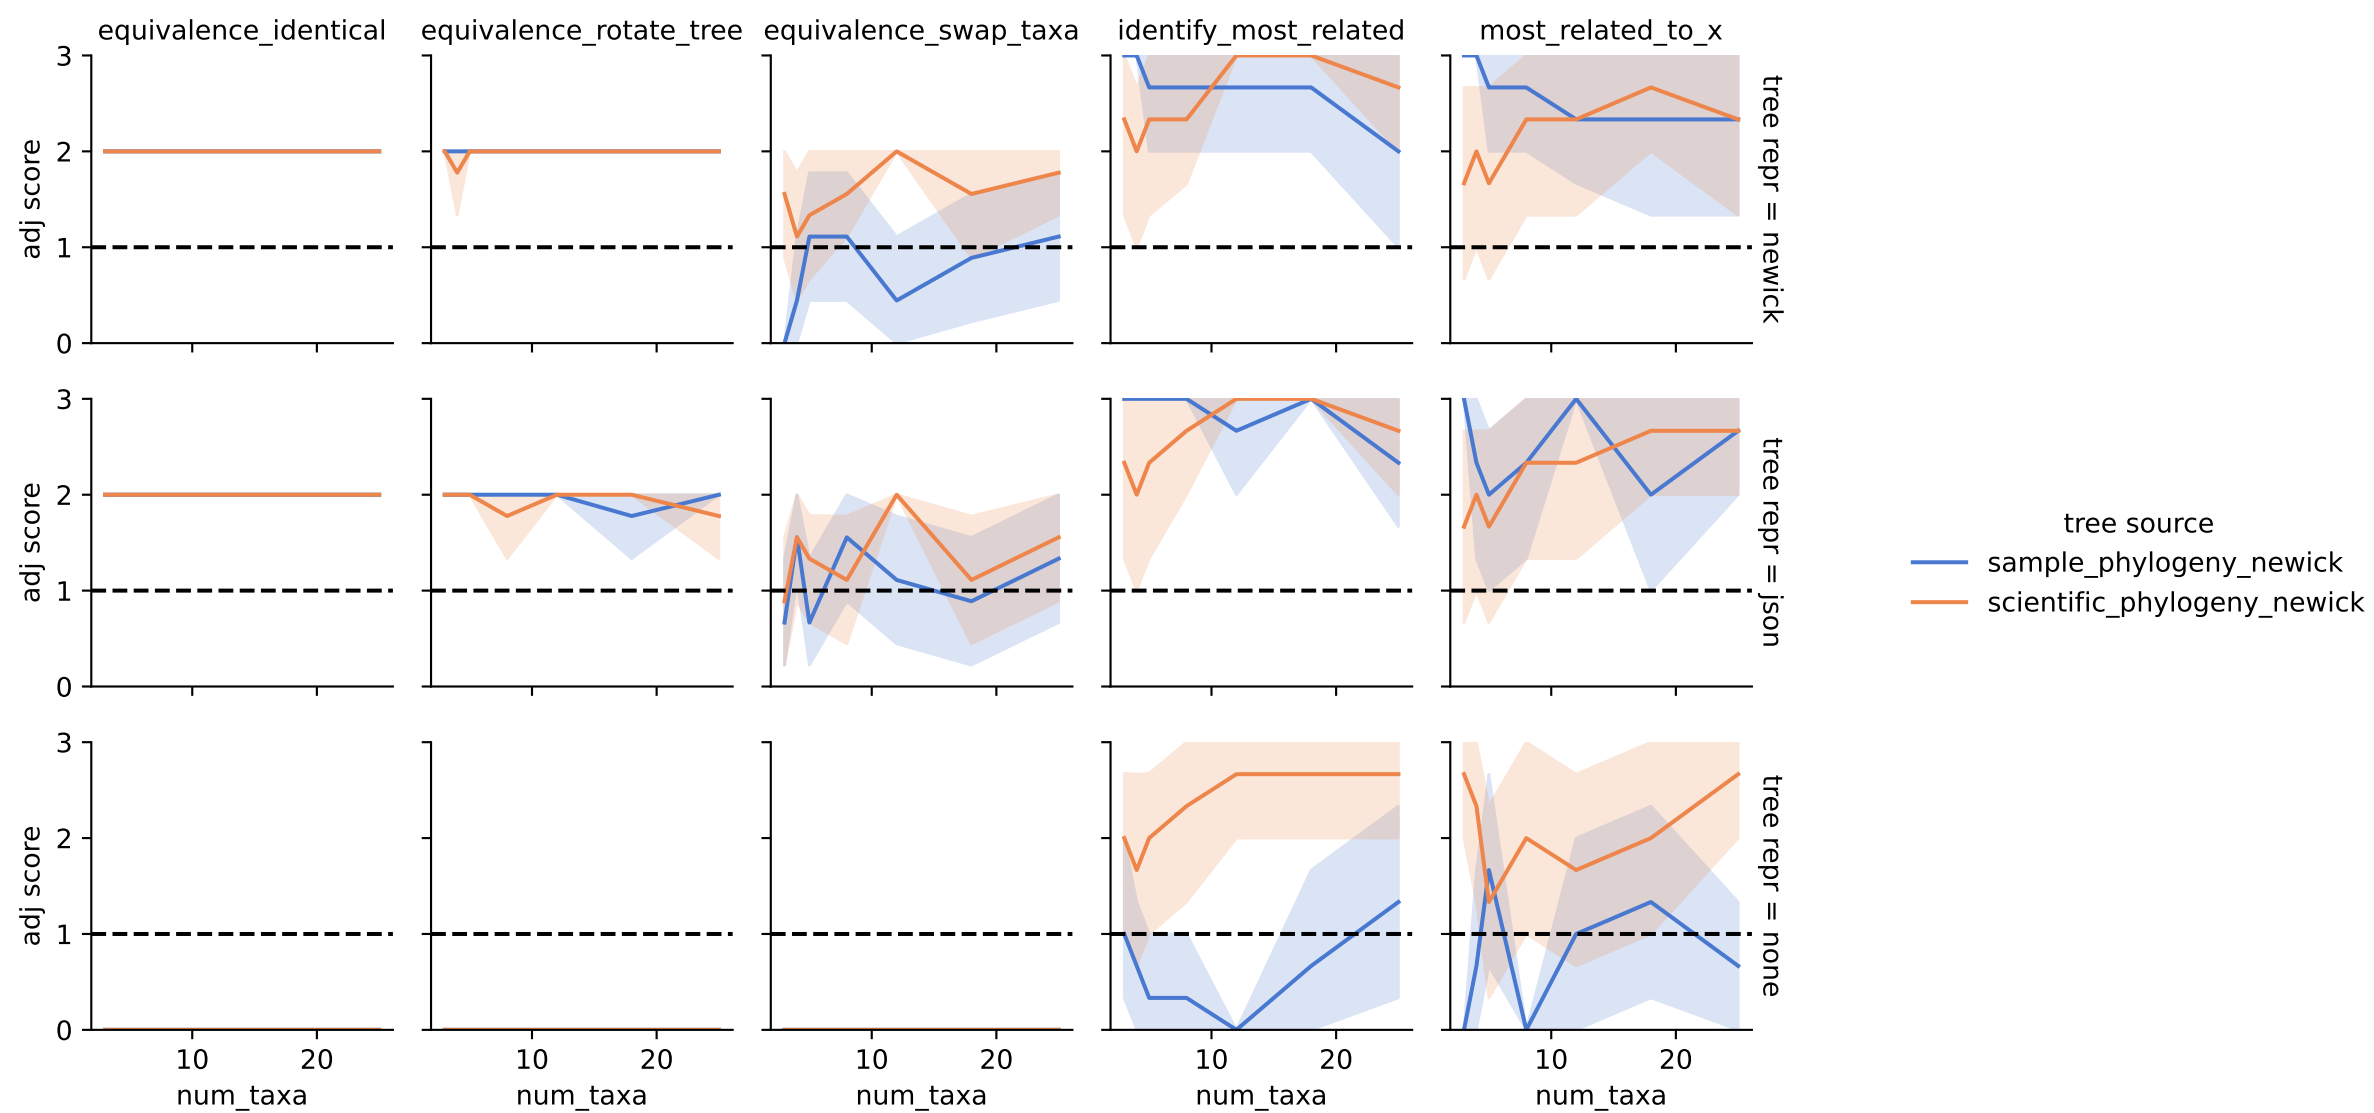 equivalence_identical
equivalence_rotate_tree
equivalence_swap_taxa
identify_most_related
most_related_to_x
3
2
1
0
adj score
tree repr = newick
3
2
1
0
adj score
tree repr = json
3
2
1
0
adj score
tree repr = none
10 20
10 20
10 20
10 20
10 20
num_taxa
num_taxa
num_taxa
num_taxa
num_taxa
tree source
sample_phylogeny_newick
scientific_phylogeny_newick